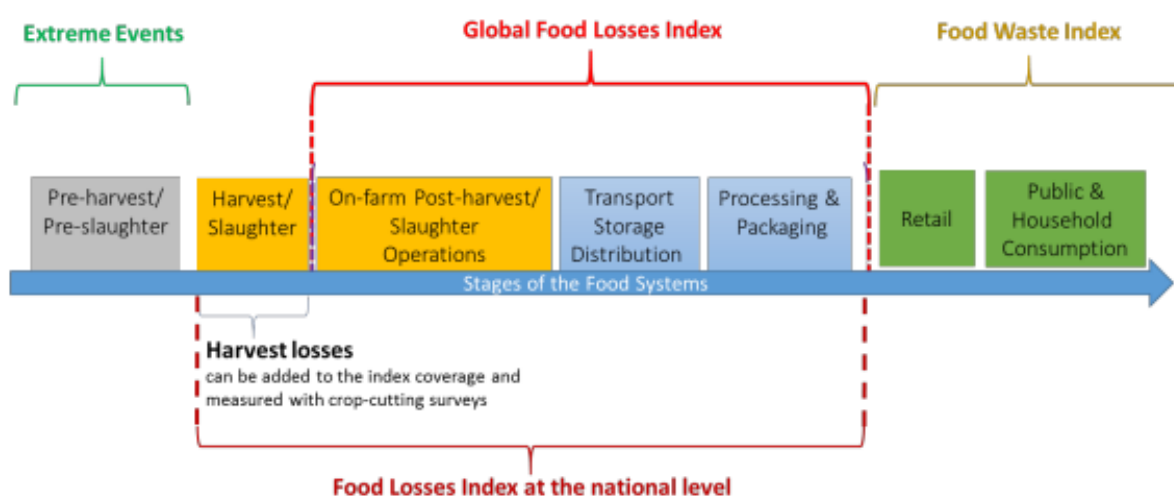 Extreme Events
Global Food Losses Index
Food Waste Index
Pre-harvest/
Pre-slaughter
Harvest/
Slaughter
On-farm Post-harvest/
Slaughter
Operations
Transport
Storage
Distribution
Processing &
Packaging
Retail
Public &
Household
Consumption
Stages of the Food Systems
Harvest losses
can be added to the index coverage and
measured with crop-cutting surveys
Food Losses Index at the national level